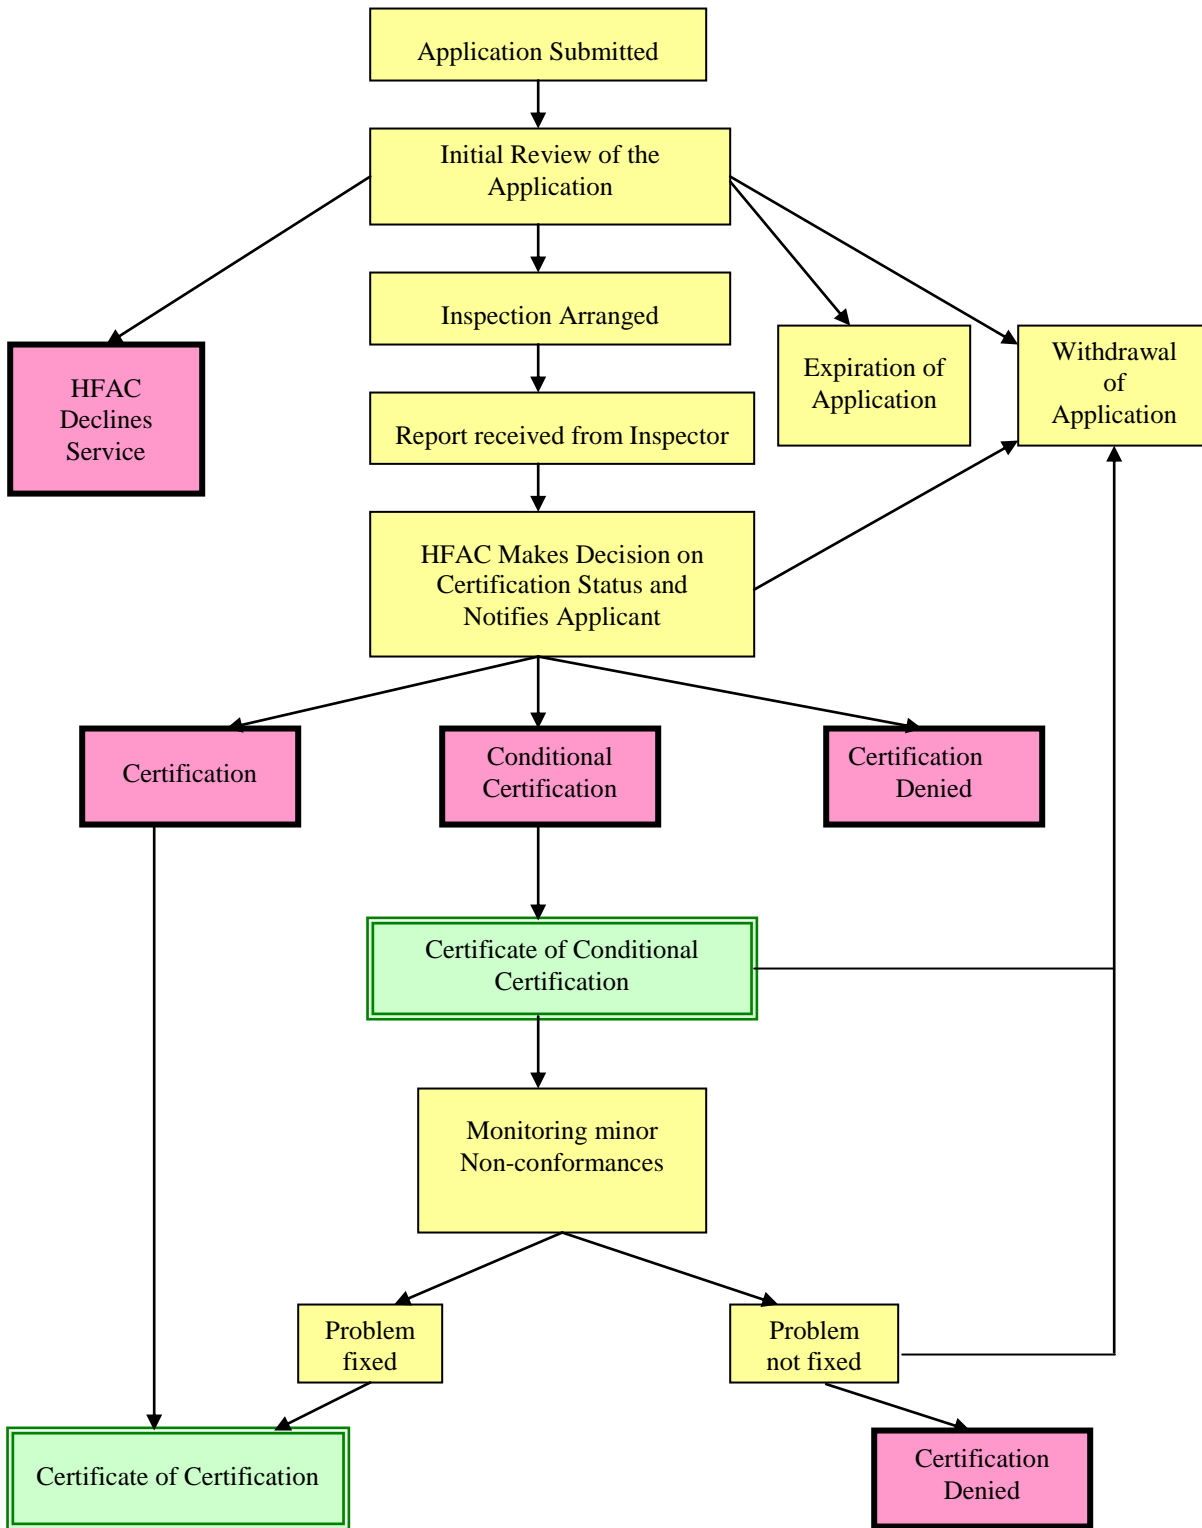 Application Submitted
Initial Review of the
Application
Inspection Arranged
HFAC
Declines
Service
Expiration of
Application
Withdrawal
of
Application
Report received from Inspector
HFAC Makes Decision on
Certification Status and
Notifies Applicant
Certification
Conditional
Certification
Certification
Denied
Certificate of Conditional
Certification
Monitoring minor
Non-conformances
Problem
fixed
Problem
not fixed
Certificate of Certification
Certification
Denied